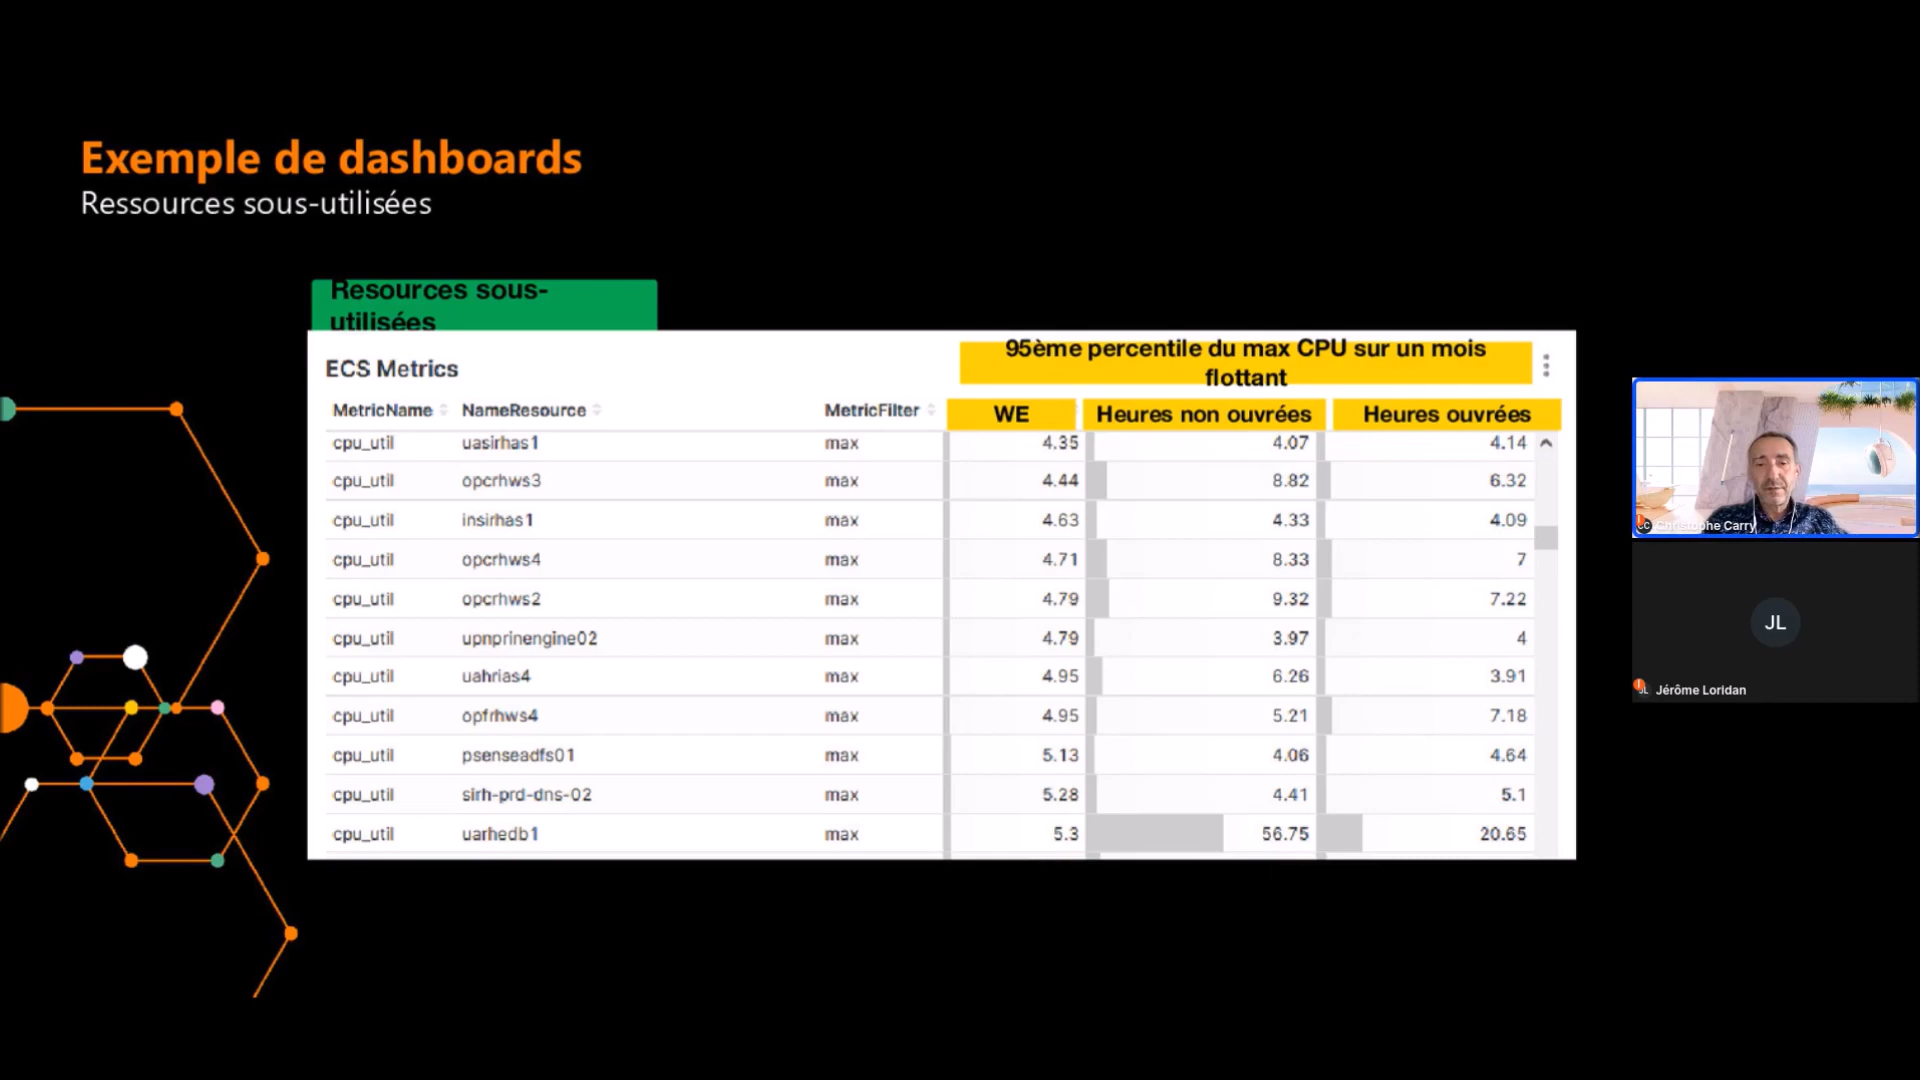 Exemple de dashboards
Ressources sous-utilisées
Resources sous-
utilisées
ECS Metrics
95ème percentile du max CPU sur un mois
flottant
MetricName NameResource MetricFilter WE Heures non ouvrées Heures ouvrées
cpu_util uasirhas1 max 4.35 4.07 4.14
cpu_util opcrhws3 max 4.44 8.82 6.32
cpu_util insirhas1 max 4.63 4.33 4.09
cpu_util opcrhws4 max 4.71 8.33 7
cpu_util opcrhws2 max 4.79 9.32 7.22
cpu_util upnprinengine02 max 4.79 3.97 4
cpu_util uahrias4 max 4.95 6.26 3.91
cpu_util opfrhws4 max 4.95 5.21 7.18
cpu_util psenseadfs01 max 5.13 4.06 4.64
cpu_util sirh-prd-dns-02 max 5.28 4.41 5.1
cpu_util uarhedb1 max 5.3 56.75 20.65
CC Christophe Carry
JL
JL Jérôme Loridan